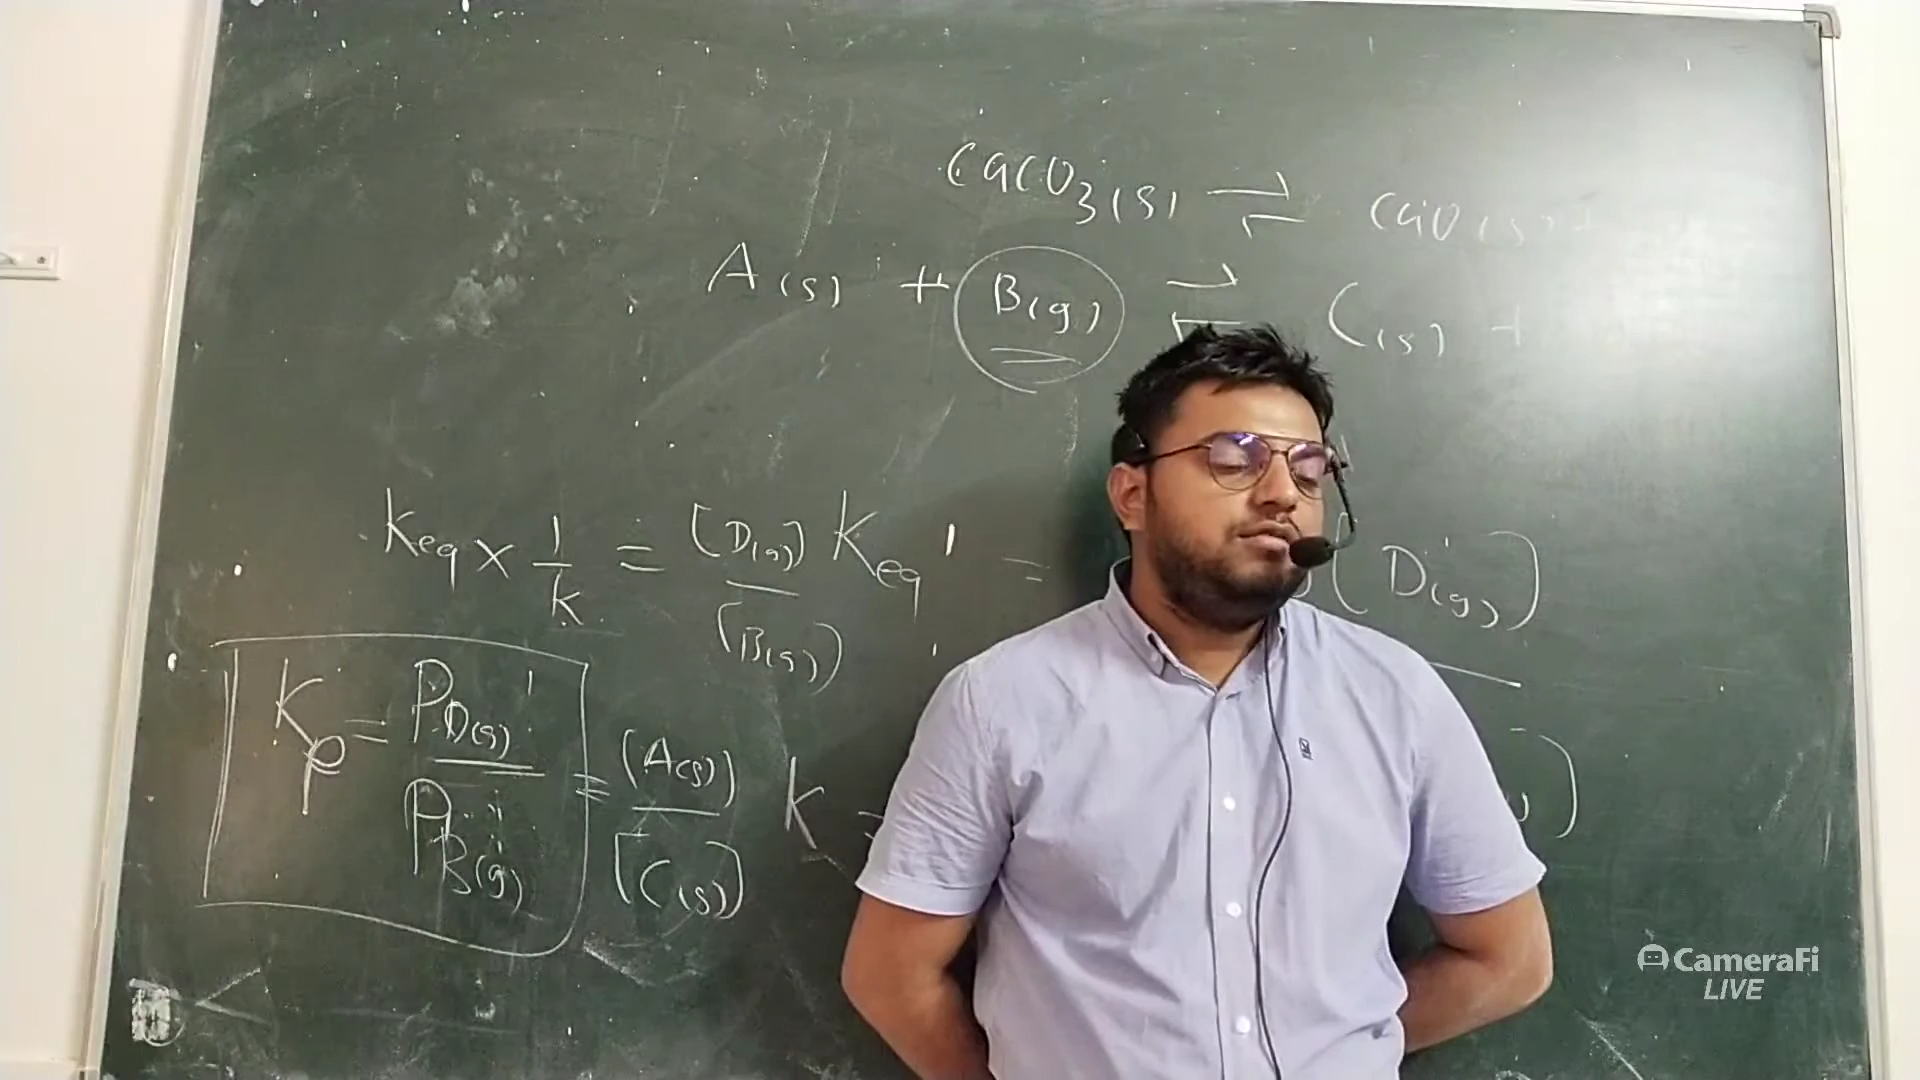 CaCO3(s) ⇌ CaO(s) +
A(s) + B(g) ⇌ C(s) +
Keq × 1/K = (D(g))/[B(g)) Keq' = (D(g))
Kp = PD(g)/PB(g) = (A(s))/[C(s)) K =
CameraFi
LIVE